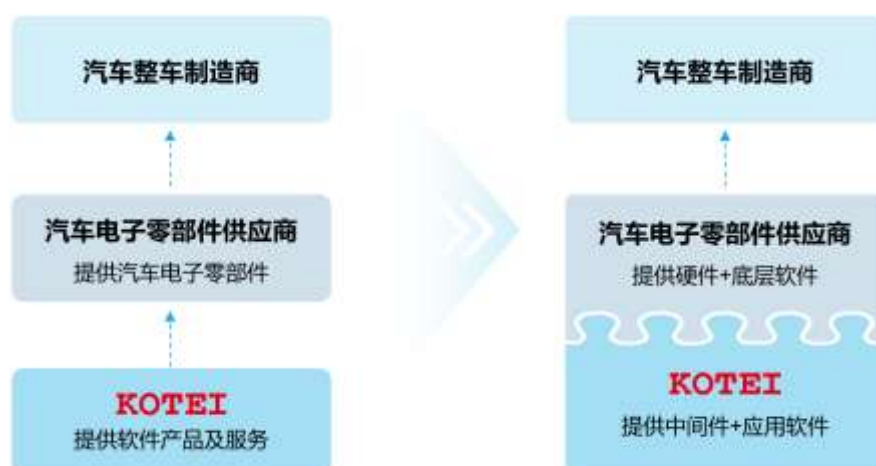 汽车整车制造商
汽车电子零部件供应商
提供汽车电子零部件
KOTEI
提供软件产品及服务
汽车整车制造商
汽车电子零部件供应商
提供硬件+底层软件
KOTEI
提供中间件+应用软件